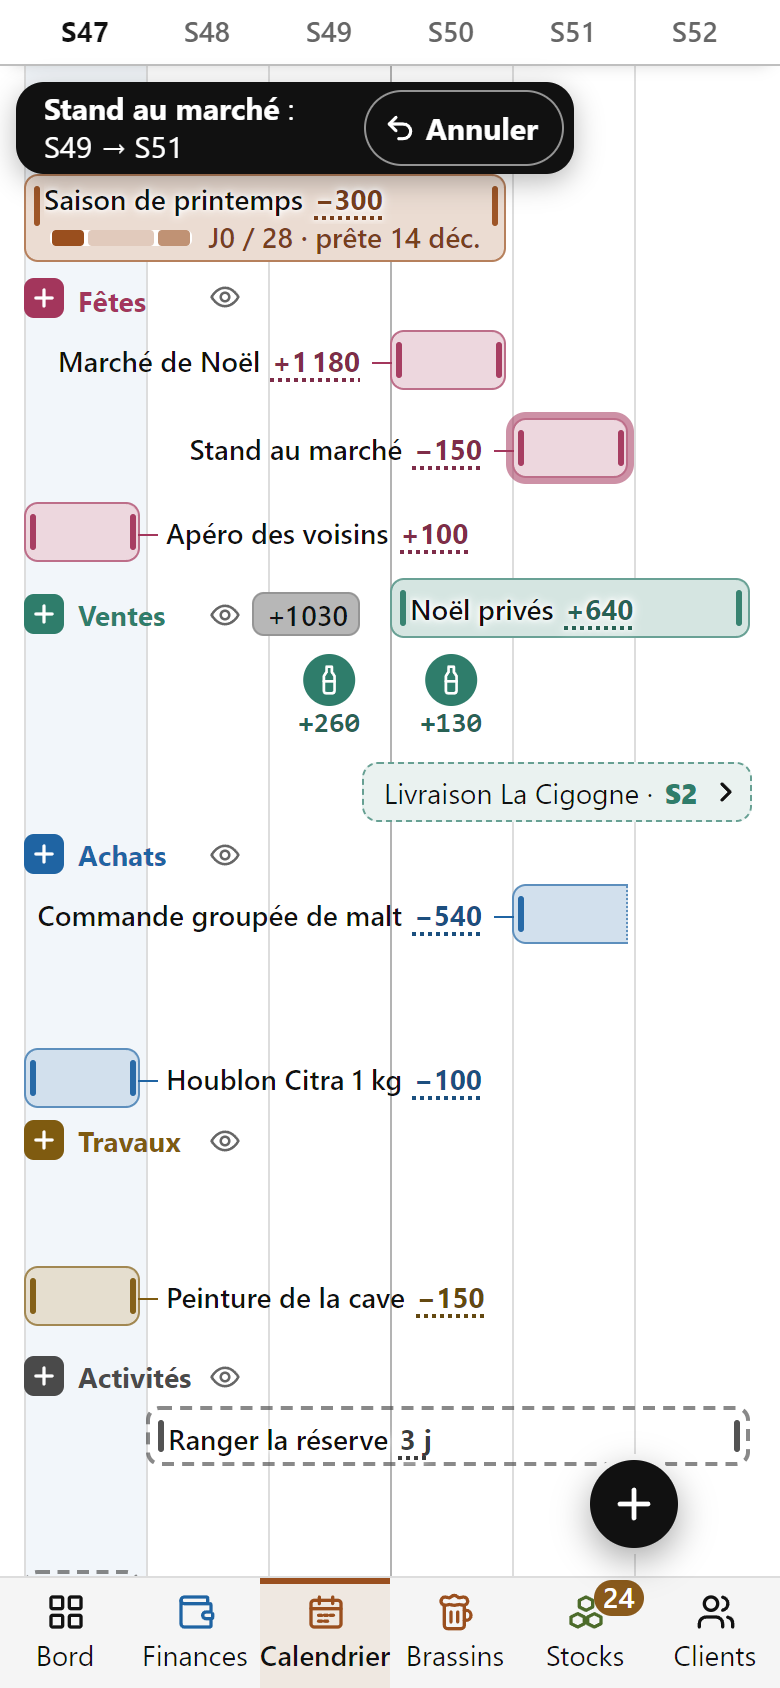 S47 S48 S49 S50 S51 S52
Stand au marché :
S49 → S51
Annuler
Saison de printemps −300
J0 / 28 · prête 14 déc.
Fêtes
Marché de Noël +1 180
Stand au marché −150
Apéro des voisins +100
Ventes +1030 Noël privés +640
+260 +130
Livraison La Cigogne · S2
Achats
Commande groupée de malt −540
Houblon Citra 1 kg −100
Travaux
Peinture de la cave −150
Activités
Ranger la réserve 3 j
24
Bord Finances Calendrier Brassins Stocks Clients